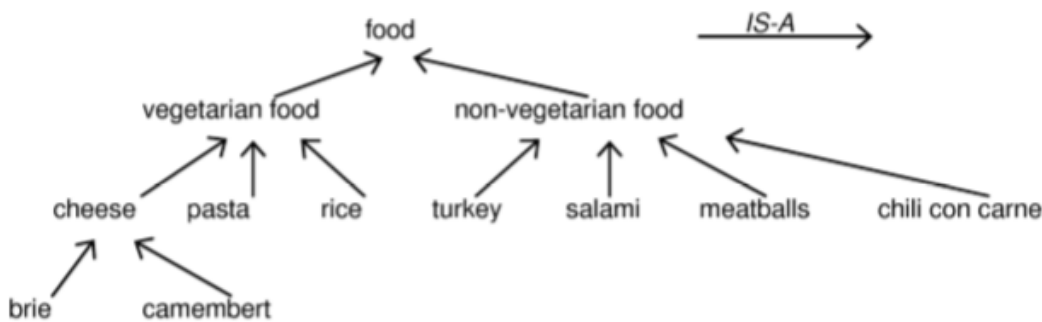 food IS-A
vegetarian food non-vegetarian food
cheese pasta rice turkey salami meatballs chili con carne
brie camembert